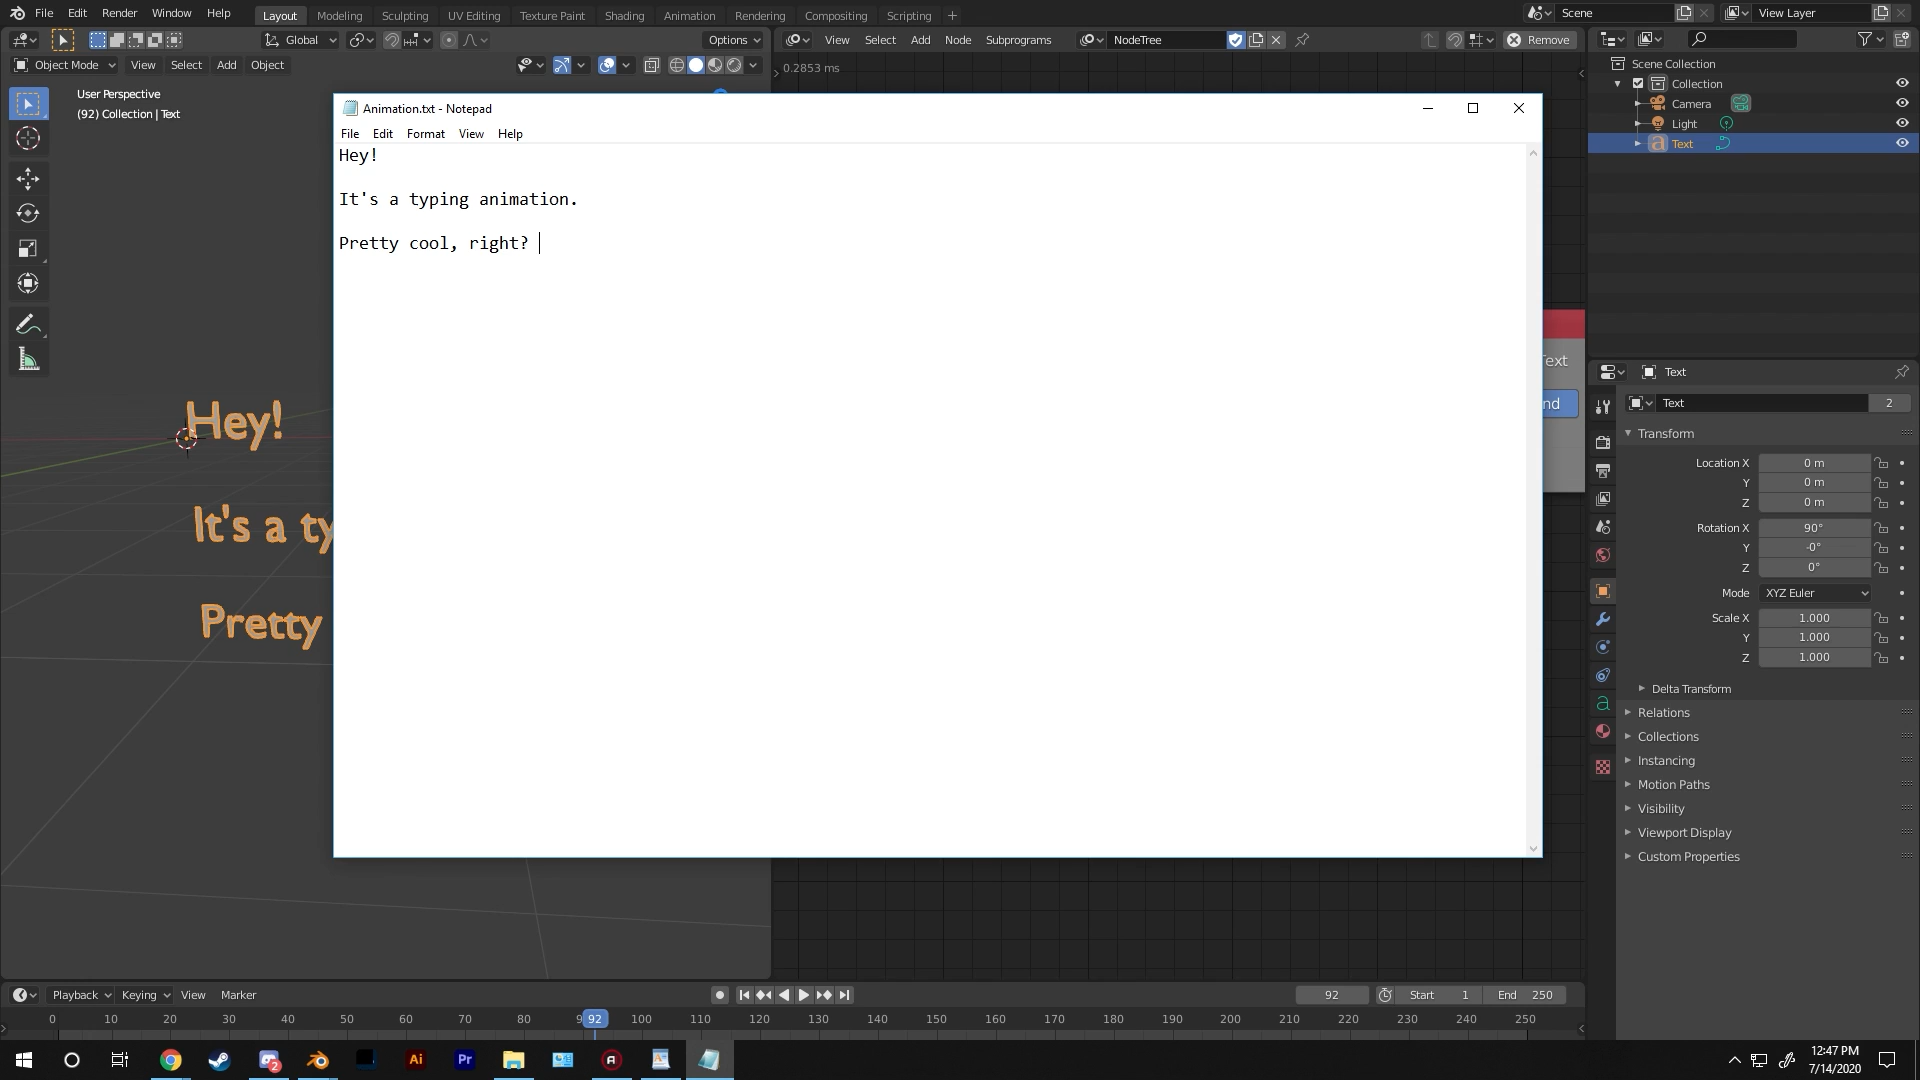 File Edit Render Window Help Layout Modeling Sculpting UV Editing Texture Paint Shading Animation Rendering Compositing Scripting + Scene View Layer
Global Options View Select Add Node Subprograms NodeTree Remove
Object Mode View Select Add Object 0.2853 ms
User Perspective
(92) Collection | Text
Scene Collection
Collection
Camera
Light
Text
Animation.txt - Notepad
File Edit Format View Help
Hey!
It's a typing animation.
Pretty cool, right?
Hey!
It's a ty
Pretty
Text
nd
Text
Text 2
Transform
Location X 0 m
Y 0 m
Z 0 m
Rotation X 90°
Y -0°
Z 0°
Mode XYZ Euler
Scale X 1.000
Y 1.000
Z 1.000
Delta Transform
Relations
Collections
Instancing
Motion Paths
Visibility
Viewport Display
Custom Properties
Playback Keying View Marker 92 Start 1 End 250
0 10 20 30 40 50 60 70 80 9 92 100 110 120 130 140 150 160 170 180 190 200 210 220 230 240 250
Ai Pr 2
12:47 PM
7/14/2020